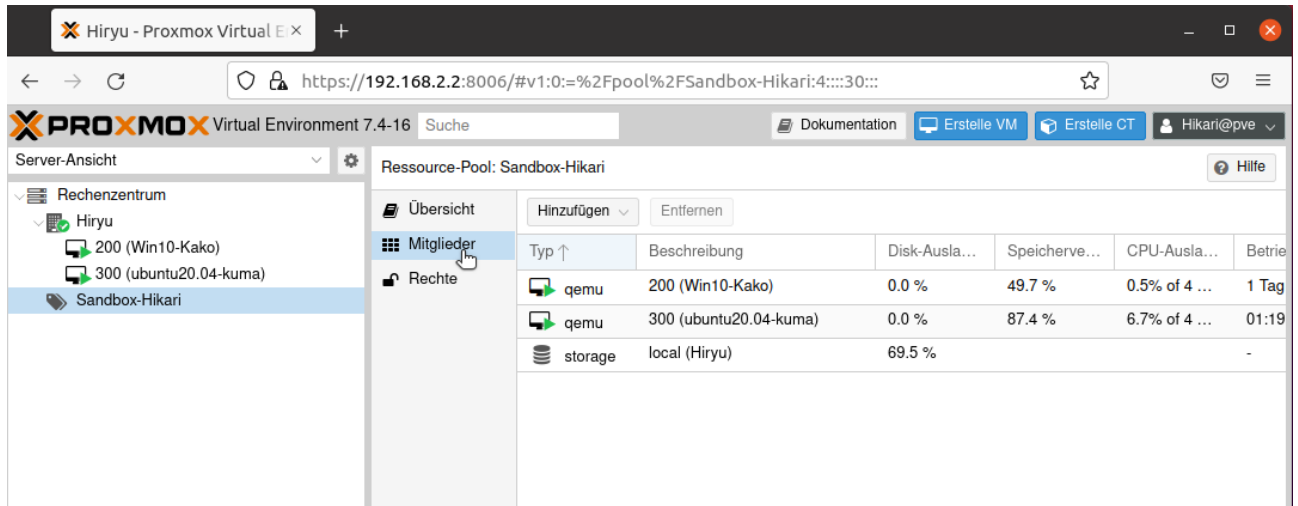 Hiryu - Proxmox Virtual E
https://192.168.2.2:8006/#v1:0:=%2Fpool%2FSandbox-Hikari:4::::30:::
PROXMOX Virtual Environment 7.4-16 Suche Dokumentation Erstelle VM Erstelle CT Hikari@pve
Server-Ansicht
Rechenzentrum
Hiryu
200 (Win10-Kako)
300 (ubuntu20.04-kuma)
Sandbox-Hikari
Ressource-Pool: Sandbox-Hikari Hilfe
Übersicht
Mitglieder
Rechte
Hinzufügen Entfernen
Typ Beschreibung Disk-Ausla... Speicherve... CPU-Ausla... Betrie
qemu 200 (Win10-Kako) 0.0 % 49.7 % 0.5% of 4 ... 1 Tag
qemu 300 (ubuntu20.04-kuma) 0.0 % 87.4 % 6.7% of 4 ... 01:19
storage local (Hiryu) 69.5 % -